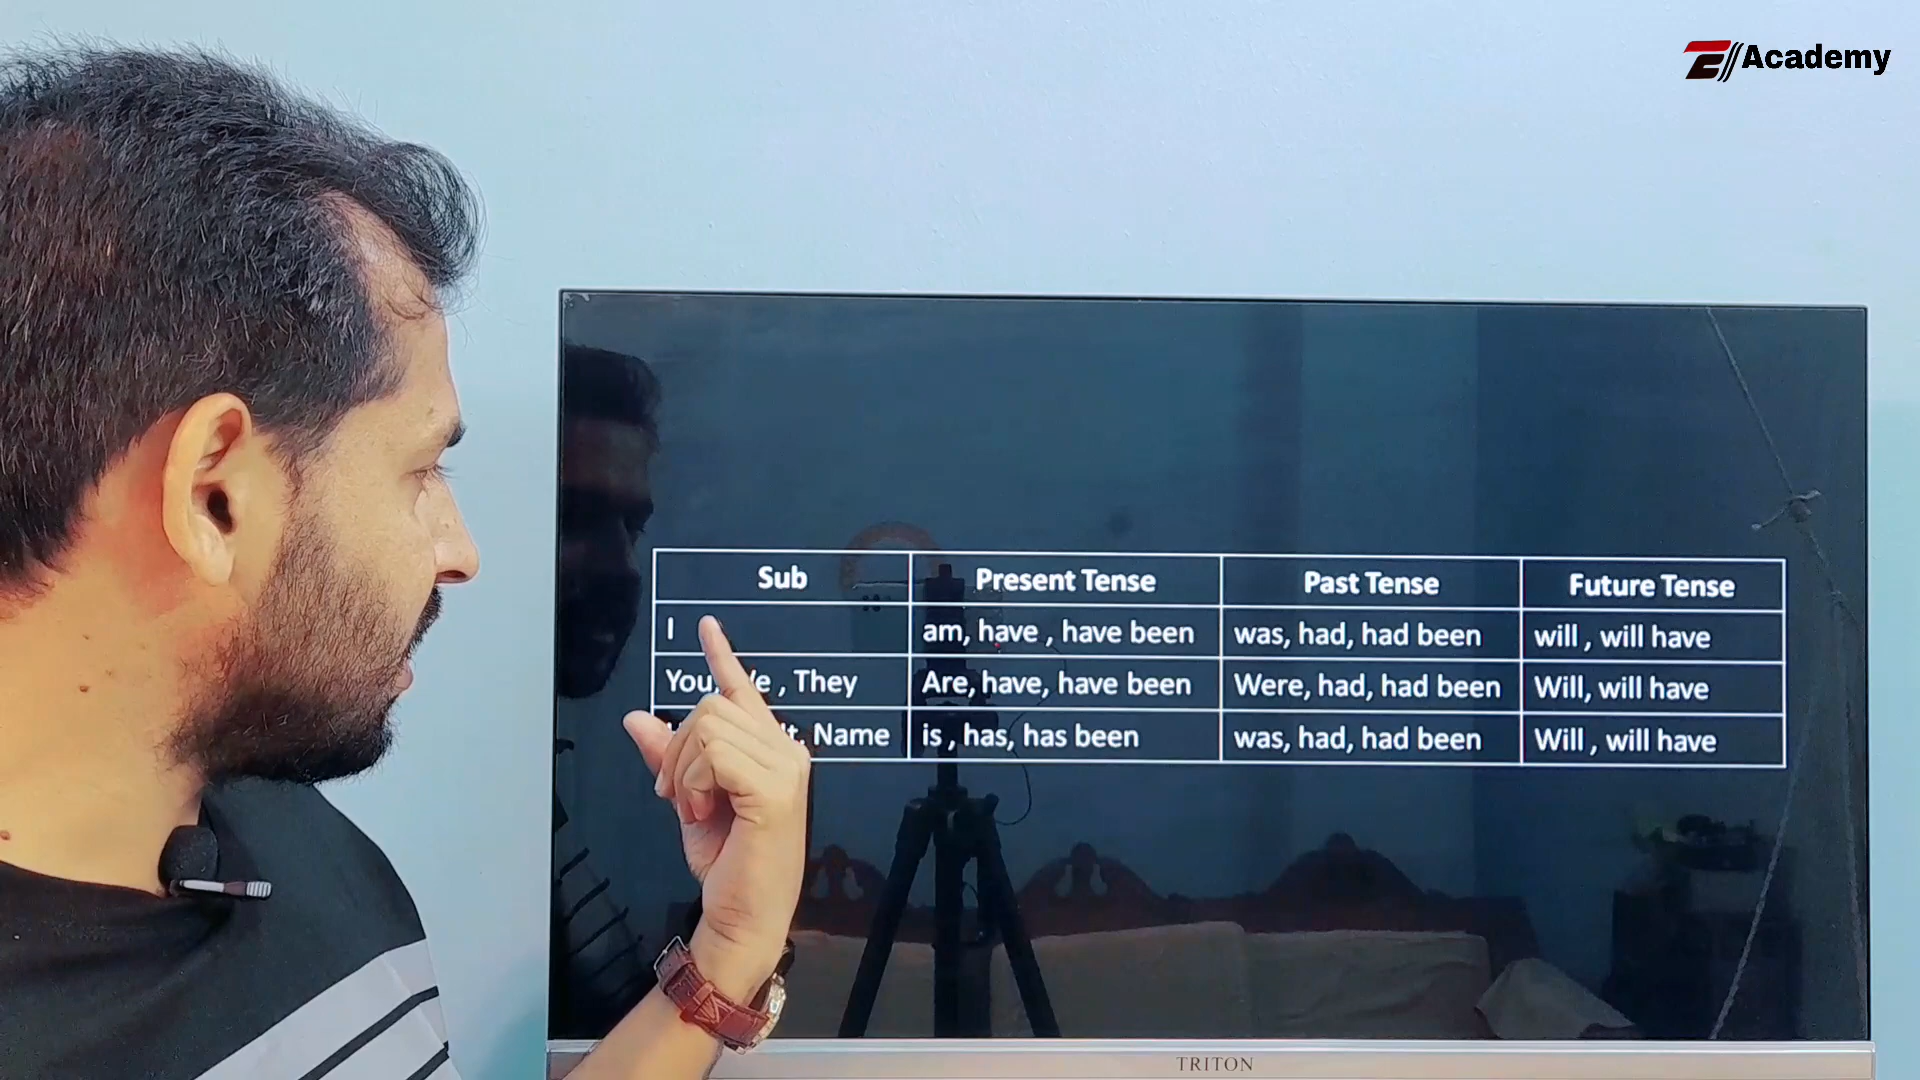 Academy
Sub Present Tense Past Tense Future Tense
I am, have , have been was, had, had been will , will have
You, , They Are, have, have been Were, had, had been Will, will have
It, Name is , has, has been was, had, had been Will , will have
TRITON